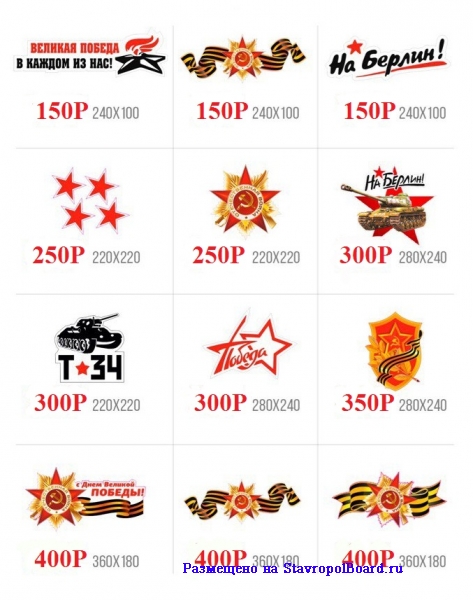 ВЕЛИКАЯ ПОБЕДА
В КАЖДОМ ИЗ НАС!
На Берлин!
150Р 240X100
150Р 240X100
150Р 240X100
На Берлин!
250Р 220X220
250Р 220X220
300Р 280X240
Т 34
Победа
300Р 220X220
300Р 280X240
350Р 280X240
с Днем Великой
ПОБЕДЫ!
400Р 360X180
400Р 360X180
400Р 360X180
Размещено на StavropolBoard.ru